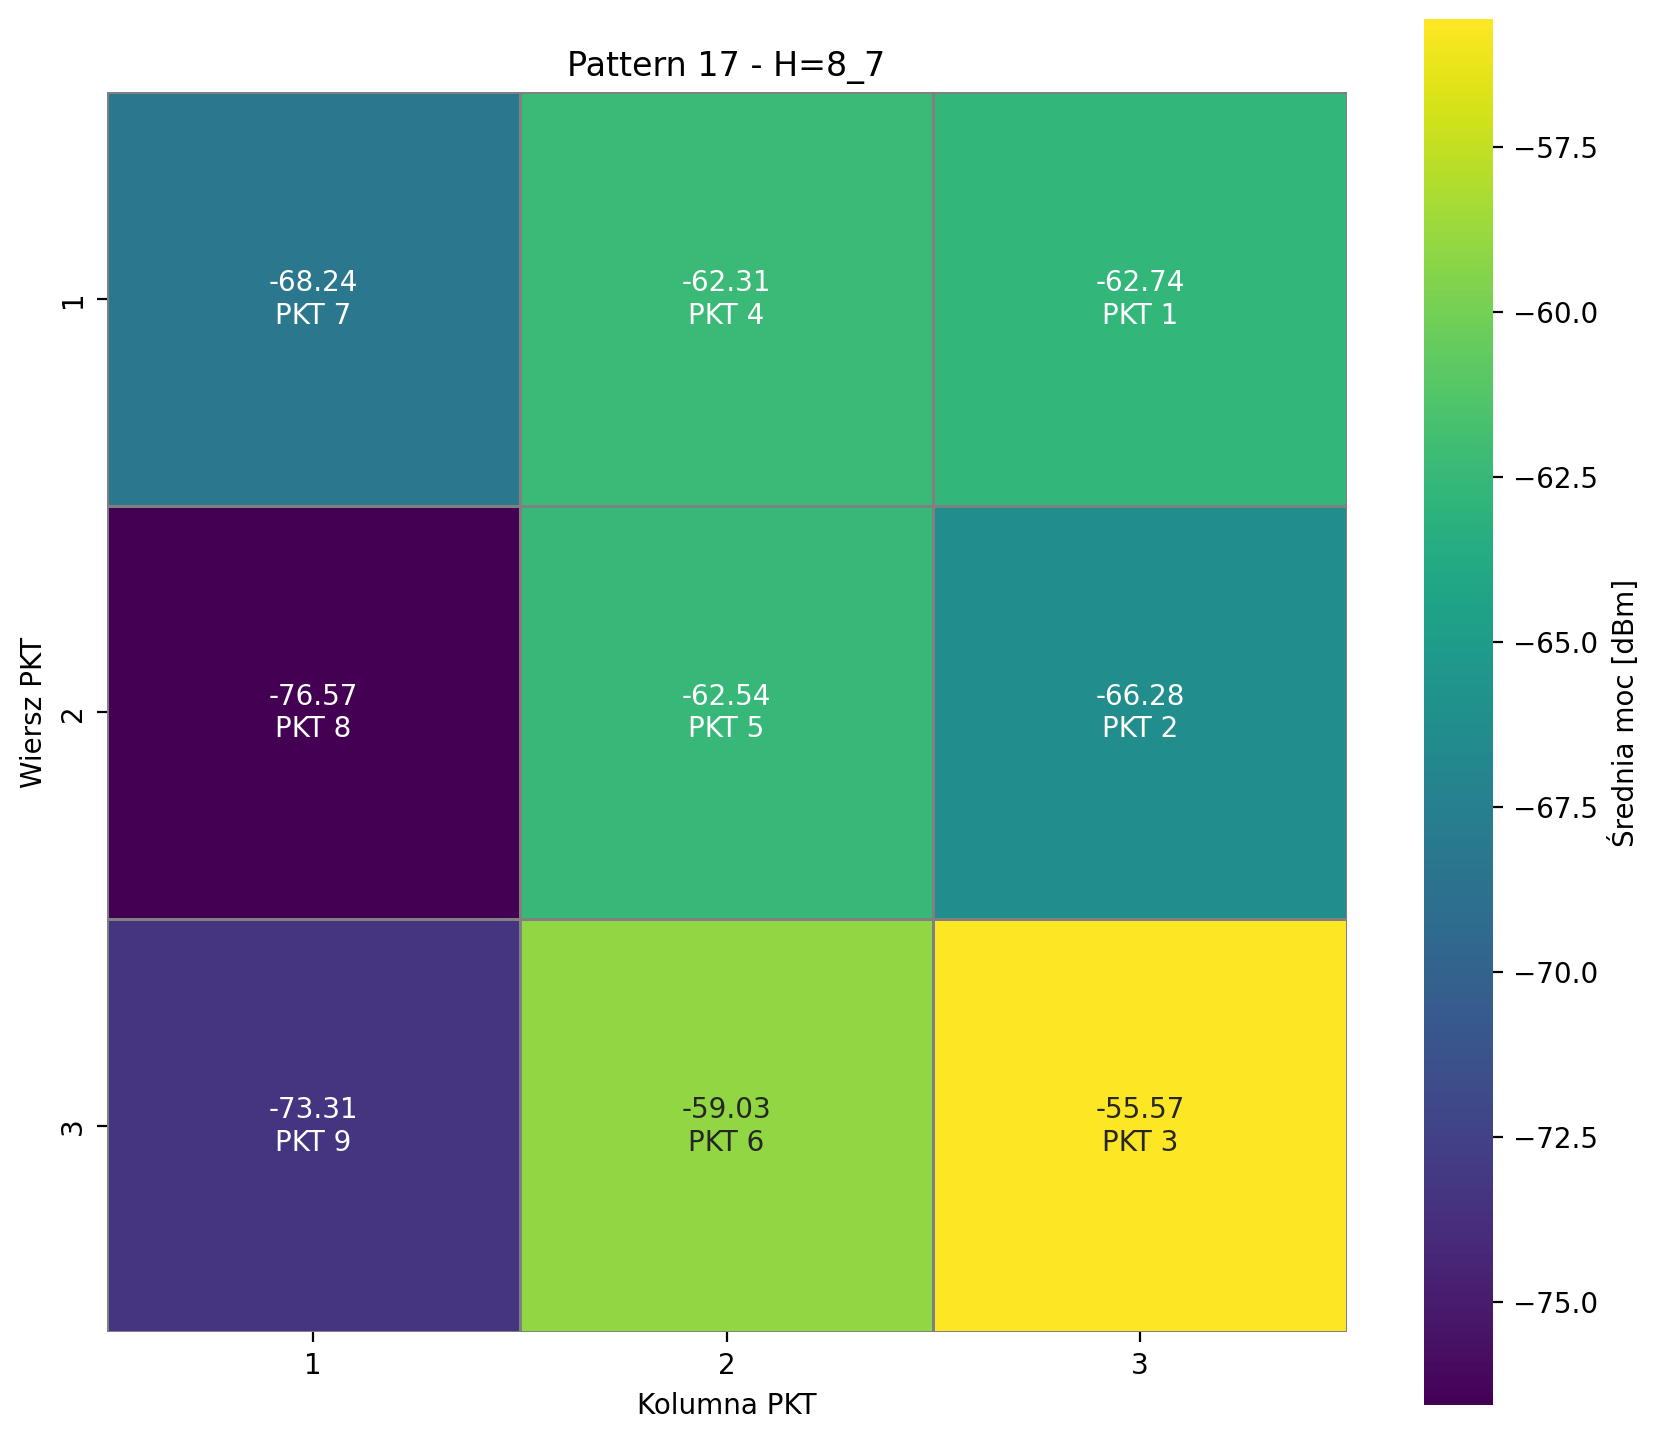 Pattern 17 - H=8_7
-68.24
PKT 7
-62.31
PKT 4
-62.74
PKT 1
-76.57
PKT 8
-62.54
PKT 5
-66.28
PKT 2
-73.31
PKT 9
-59.03
PKT 6
-55.57
PKT 3
1
2
3
Wiersz PKT
1
2
3
Kolumna PKT
−57.5
−60.0
−62.5
−65.0
−67.5
−70.0
−72.5
−75.0
Średnia moc [dBm]